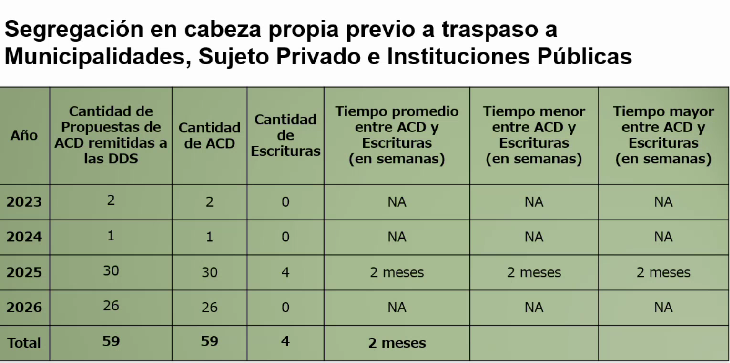 Segregación en cabeza propia previo a traspaso a
Municipalidades, Sujeto Privado e Instituciones Públicas
Año
Cantidad de
Propuestas de
ACD remitidas a
las DDS
Cantidad
de ACD
Cantidad
de
Escrituras
Tiempo promedio
entre ACD y
Escrituras
(en semanas)
Tiempo menor
entre ACD y
Escrituras
(en semanas)
Tiempo mayor
entre ACD y
Escrituras
(en semanas)
2023 2 2 0 NA NA NA
2024 1 1 0 NA NA NA
2025 30 30 4 2 meses 2 meses 2 meses
2026 26 26 0 NA NA NA
Total 59 59 4 2 meses